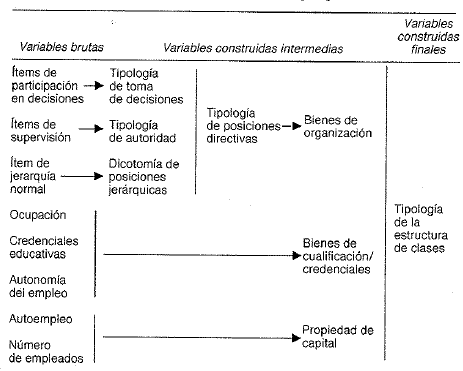 Variables brutas
Variables construidas intermedias
Variables
construidas
finales
Ítems de
participación
en decisiones
Tipología
de toma
de decisiones
Ítems de
supervisión
Tipología
de autoridad
Ítem de
jerarquía
normal
Dicotomía de
posiciones
jerárquicas
Tipología
de posiciones
directivas
Bienes de
organización
Ocupación
Credenciales
educativas
Autonomía
del empleo
Bienes de
cualificación/
credenciales
Autoempleo
Número
de empleados
Propiedad de
capital
Tipología
de la
estructura
de clases